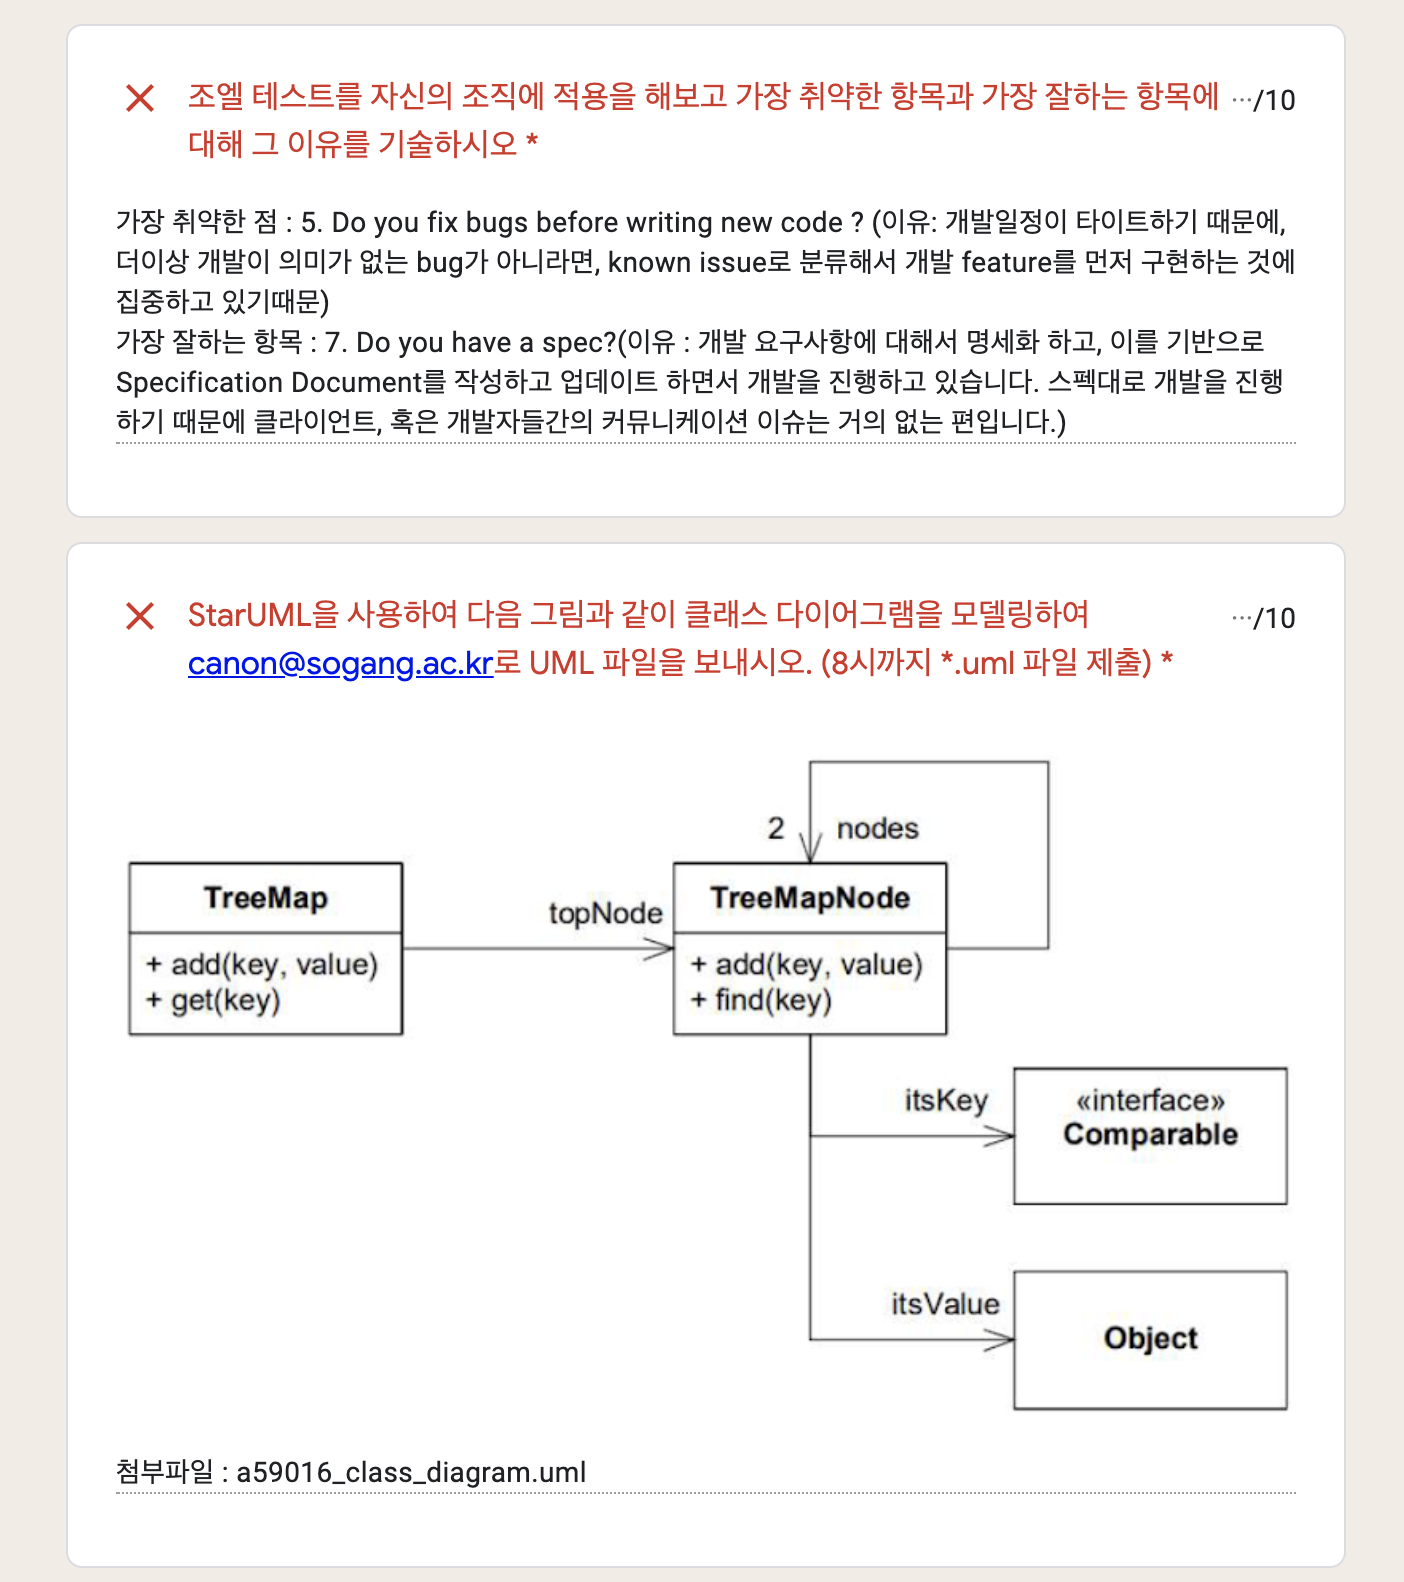 조엘 테스트를 자신의 조직에 적용을 해보고 가장 취약한 항목과 가장 잘하는 항목에 …/10
대해 그 이유를 기술하시오 *
가장 취약한 점 : 5. Do you fix bugs before writing new code ? (이유: 개발일정이 타이트하기 때문에,
더이상 개발이 의미가 없는 bug가 아니라면, known issue로 분류해서 개발 feature를 먼저 구현하는 것에
집중하고 있기때문)
가장 잘하는 항목 : 7. Do you have a spec?(이유 : 개발 요구사항에 대해서 명세화 하고, 이를 기반으로
Specification Document를 작성하고 업데이트 하면서 개발을 진행하고 있습니다. 스펙대로 개발을 진행
하기 때문에 클라이언트, 혹은 개발자들간의 커뮤니케이션 이슈는 거의 없는 편입니다.)
StarUML을 사용하여 다음 그림과 같이 클래스 다이어그램을 모델링하여 …/10
canon@sogang.ac.kr로 UML 파일을 보내시오. (8시까지 *.uml 파일 제출) *
2 nodes
TreeMap
+ add(key, value)
+ get(key)
topNode
TreeMapNode
+ add(key, value)
+ find(key)
itsKey
«interface»
Comparable
itsValue
Object
첨부파일 : a59016_class_diagram.uml